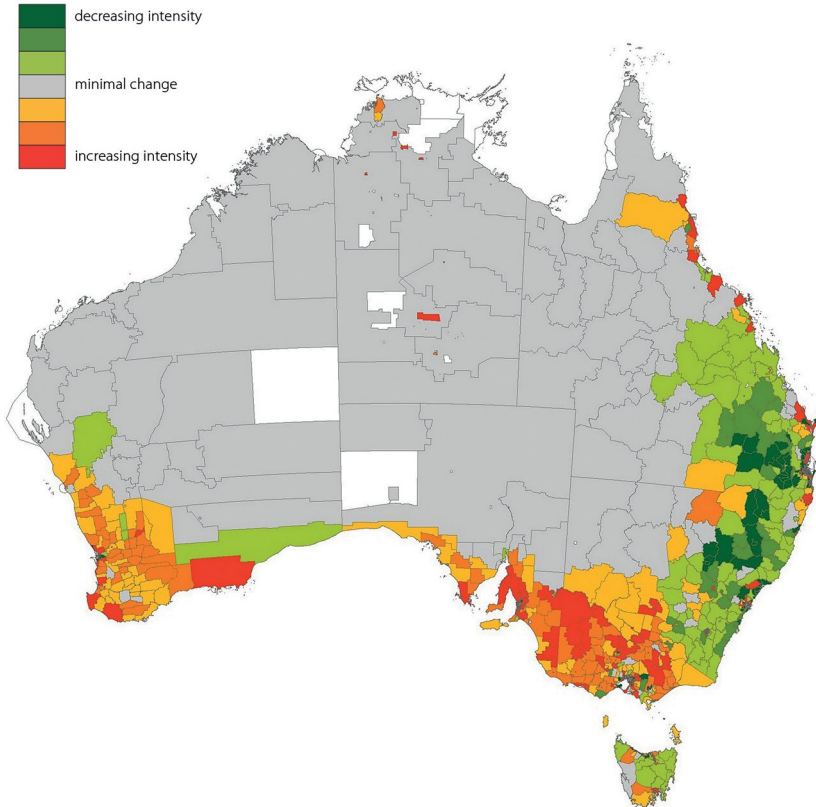 decreasing intensity
minimal change
increasing intensity